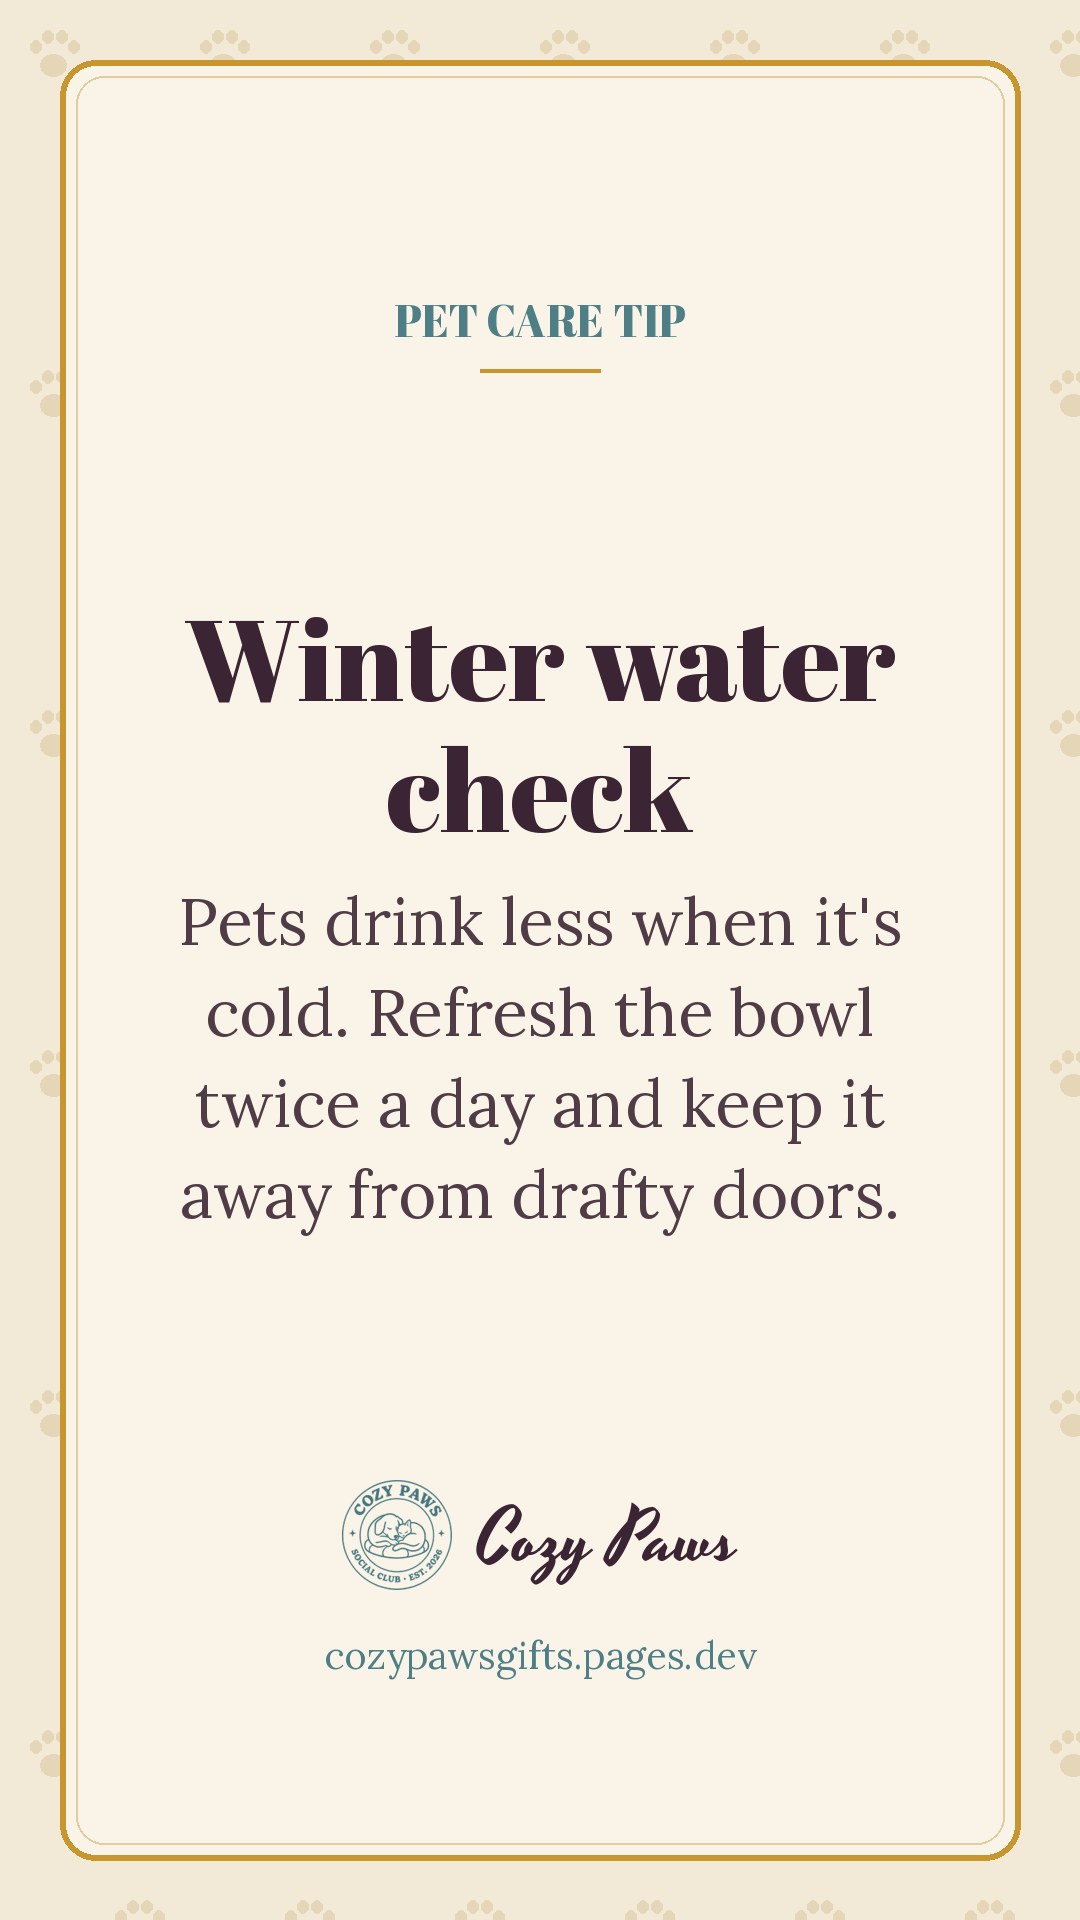 PET CARE TIP
Winter water
check
Pets drink less when it's
cold. Refresh the bowl
twice a day and keep it
away from drafty doors.
COZY PAWS
SOCIAL CLUB · EST. 2026
Cozy Paws
cozypawsgifts.pages.dev